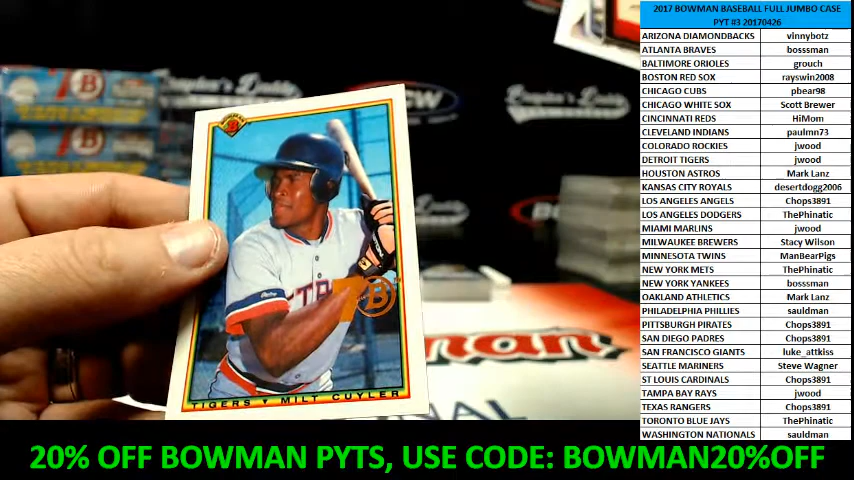 2017 BOWMAN BASEBALL FULL JUMBO CASE
PYT #3 20170426
ARIZONA DIAMONDBACKS vinnybotz
ATLANTA BRAVES bosssman
BALTIMORE ORIOLES grouch
BOSTON RED SOX rayswin2008
CHICAGO CUBS pbear98
CHICAGO WHITE SOX Scott Brewer
CINCINNATI REDS HiMom
CLEVELAND INDIANS paulmn73
COLORADO ROCKIES jwood
DETROIT TIGERS jwood
HOUSTON ASTROS Mark Lanz
KANSAS CITY ROYALS desertdogg2006
LOS ANGELES ANGELS Chops3891
LOS ANGELES DODGERS ThePhinatic
MIAMI MARLINS jwood
MILWAUKEE BREWERS Stacy Wilson
MINNESOTA TWINS ManBearPigs
NEW YORK METS ThePhinatic
NEW YORK YANKEES bosssman
OAKLAND ATHLETICS Mark Lanz
PHILADELPHIA PHILLIES sauldman
PITTSBURGH PIRATES Chops3891
SAN DIEGO PADRES Chops3891
SAN FRANCISCO GIANTS luke_attkiss
SEATTLE MARINERS Steve Wagner
ST LOUIS CARDINALS Chops3891
TAMPA BAY RAYS jwood
TEXAS RANGERS Chops3891
TORONTO BLUE JAYS ThePhinatic
WASHINGTON NATIONALS sauldman
B
7 B
TIGERS ▼ MILT CUYLER
20% OFF BOWMAN PYTS, USE CODE: BOWMAN20%OFF